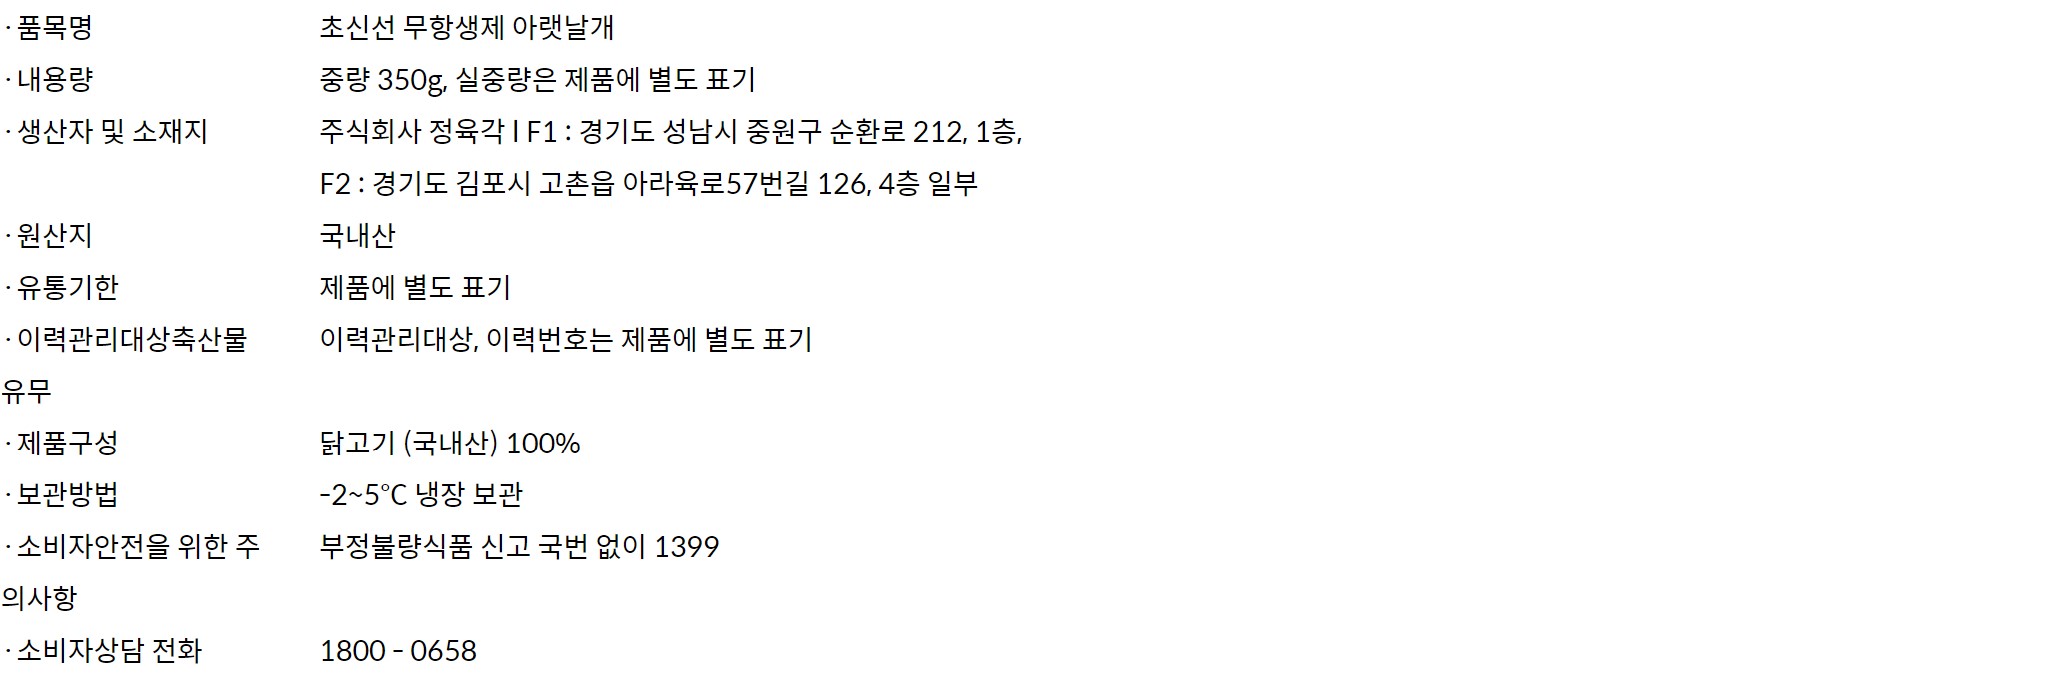 · 품목명 초신선 무항생제 아랫날개
· 내용량 중량 350g, 실중량은 제품에 별도 표기
· 생산자 및 소재지 주식회사 정육각 l F1 : 경기도 성남시 중원구 순환로 212, 1층,
F2 : 경기도 김포시 고촌읍 아라육로57번길 126, 4층 일부
· 원산지 국내산
· 유통기한 제품에 별도 표기
· 이력관리대상축산물 이력관리대상, 이력번호는 제품에 별도 표기
유무
· 제품구성 닭고기 (국내산) 100%
· 보관방법 -2~5°C 냉장 보관
· 소비자안전을 위한 주 부정불량식품 신고 국번 없이 1399
의사항
· 소비자상담 전화 1800 - 0658